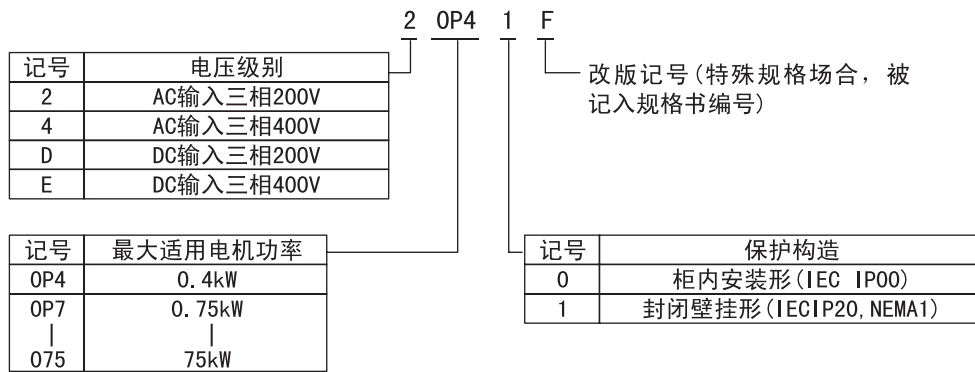 2 0P4 1 F
改版记号(特殊规格场合，被
记入规格书编号)
记号 电压级别
2 AC输入三相200V
4 AC输入三相400V
D DC输入三相200V
E DC输入三相400V
记号 最大适用电机功率
0P4 0.4kW
0P7 0.75kW
075 75kW
记号 保护构造
0 柜内安装形(IEC IP00)
1 封闭壁挂形(IECIP20,NEMA1)